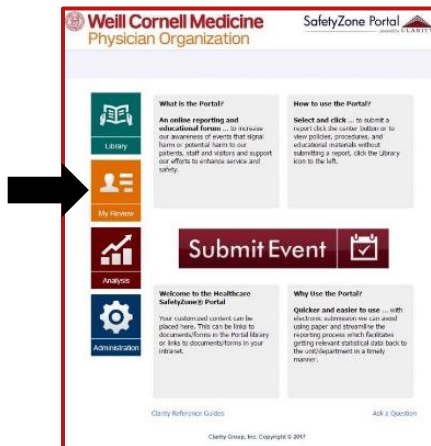 Weill Cornell Medicine
Physician Organization
SafetyZone Portal
powered by CLARITY
Library
My Review
Analysis
Administration
What is the Portal?
An online reporting and
educational forum ... to increase
our awareness of events that signal
harm or potential harm to our
patients, staff and visitors and support
our efforts to enhance service and
safety.
How to use the Portal?
Select and click ... to submit a
report click the center button or to
view policies, procedures, and
educational materials without
submitting a report, click the Library
icon to the left.
Submit Event
Welcome to the Healthcare
SafetyZone® Portal
Your customized content can be
placed here. This can be links to
documents/forms in the Portal library
or links to documents/forms in your
intranet.
Why Use the Portal?
Quicker and easier to use ... with
electronic submission we can avoid
using paper and streamline the
reporting process which facilitates
getting relevant statistical data back to
the unit/department in a timely
manner.
Clarity Reference Guides
Ask a Question
Clarity Group, Inc. Copyright © 2017